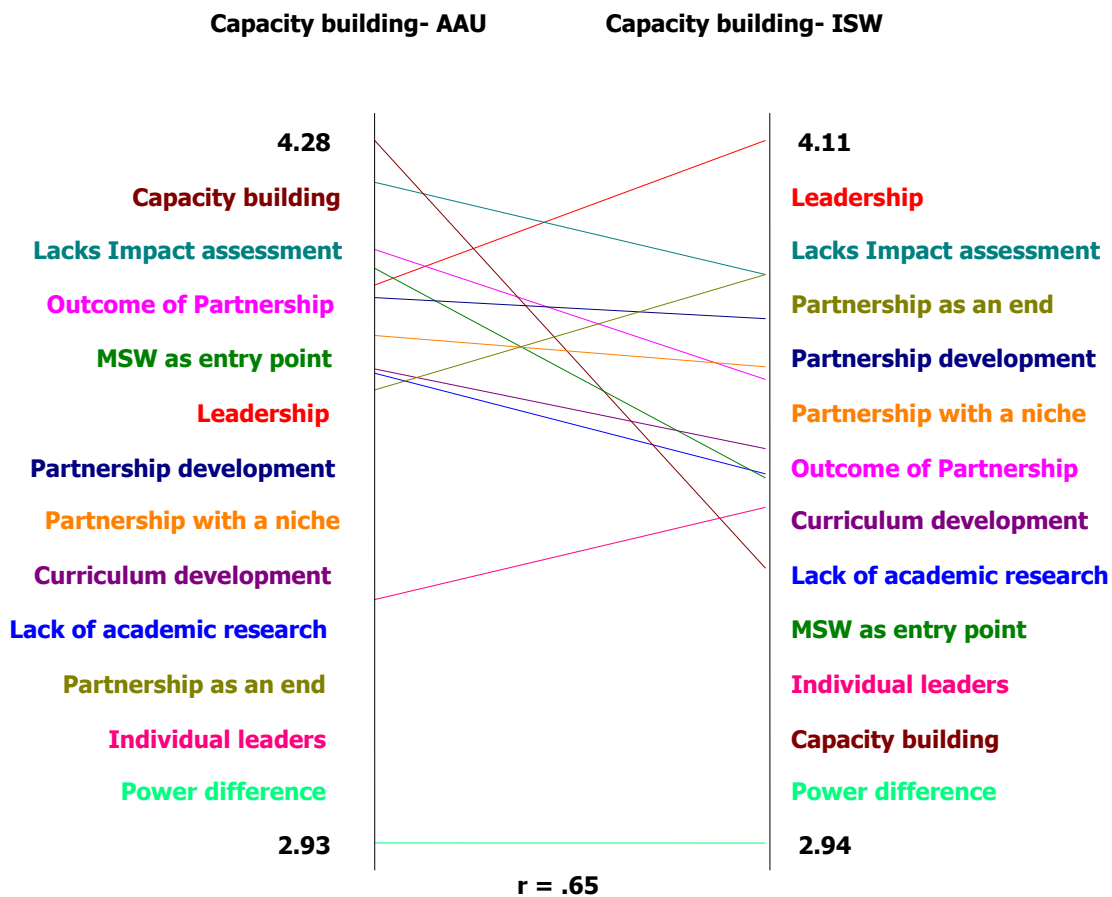 Capacity building- AAU Capacity building- ISW
4.28 4.11
Capacity building Leadership
Lacks Impact assessment Lacks Impact assessment
Outcome of Partnership Partnership as an end
MSW as entry point Partnership development
Leadership Partnership with a niche
Partnership development Outcome of Partnership
Partnership with a niche Curriculum development
Curriculum development Lack of academic research
Lack of academic research MSW as entry point
Partnership as an end Individual leaders
Individual leaders Capacity building
Power difference Power difference
2.93 2.94
r = .65